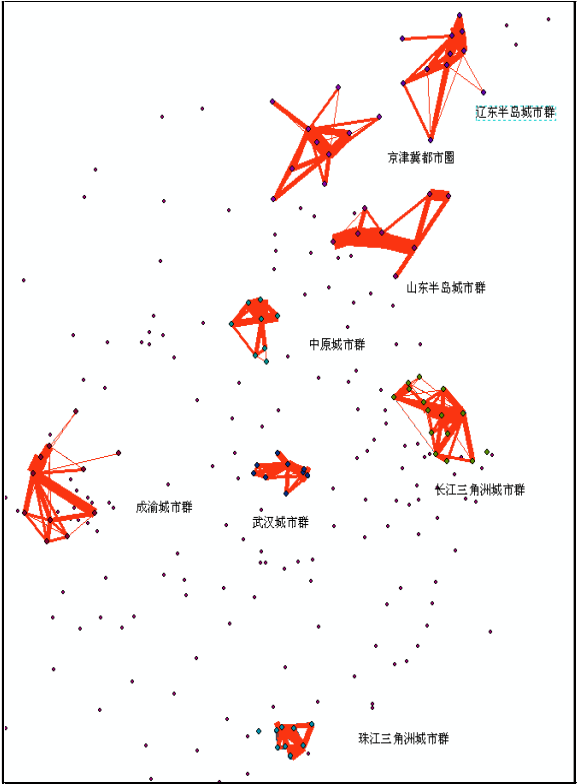 辽东半岛城市群
京津冀都市圈
山东半岛城市群
中原城市群
长江三角洲城市群
成渝城市群
武汉城市群
珠江三角洲城市群